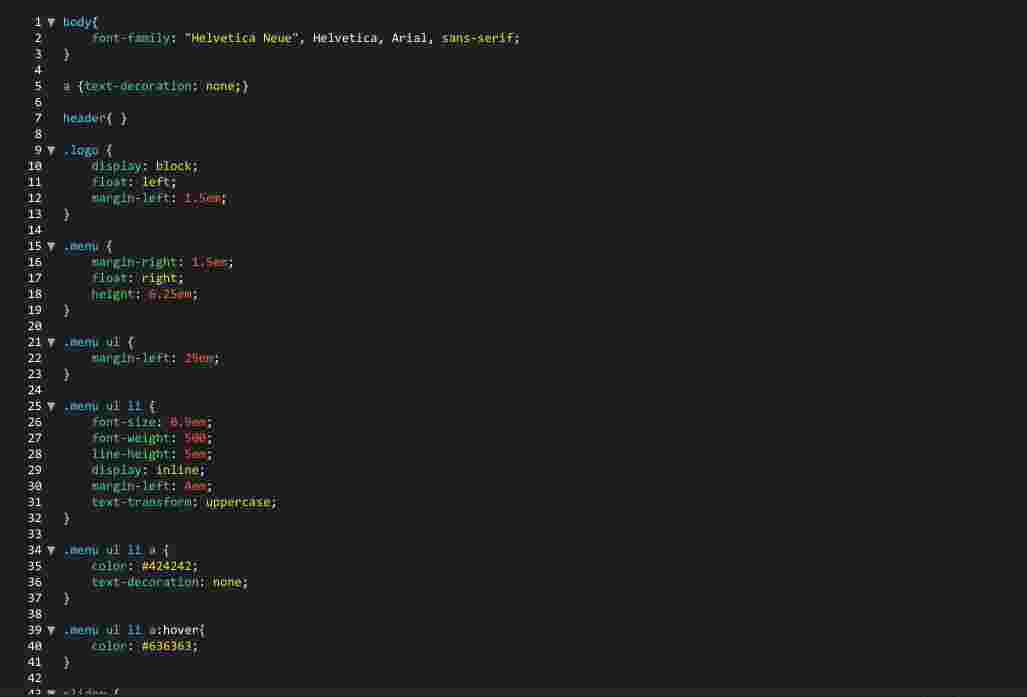 1 ▼ body{
2 font-family: "Helvetica Neue", Helvetica, Arial, sans-serif;
3 }
4
5 a {text-decoration: none;}
6
7 header{ }
8
9 ▼ .logo {
10 display: block;
11 float: left;
12 margin-left: 1.5em;
13 }
14
15 ▼ .menu {
16 margin-right: 1.5em;
17 float: right;
18 height: 6.25em;
19 }
20
21 ▼ .menu ul {
22 margin-left: 25em;
23 }
24
25 ▼ .menu ul li {
26 font-size: 0.9em;
27 font-weight: 500;
28 line-height: 5em;
29 display: inline;
30 margin-left: 4em;
31 text-transform: uppercase;
32 }
33
34 ▼ .menu ul li a {
35 color: #424242;
36 text-decoration: none;
37 }
38
39 ▼ .menu ul li a:hover{
40 color: #636363;
41 }
42
43 ▼ {